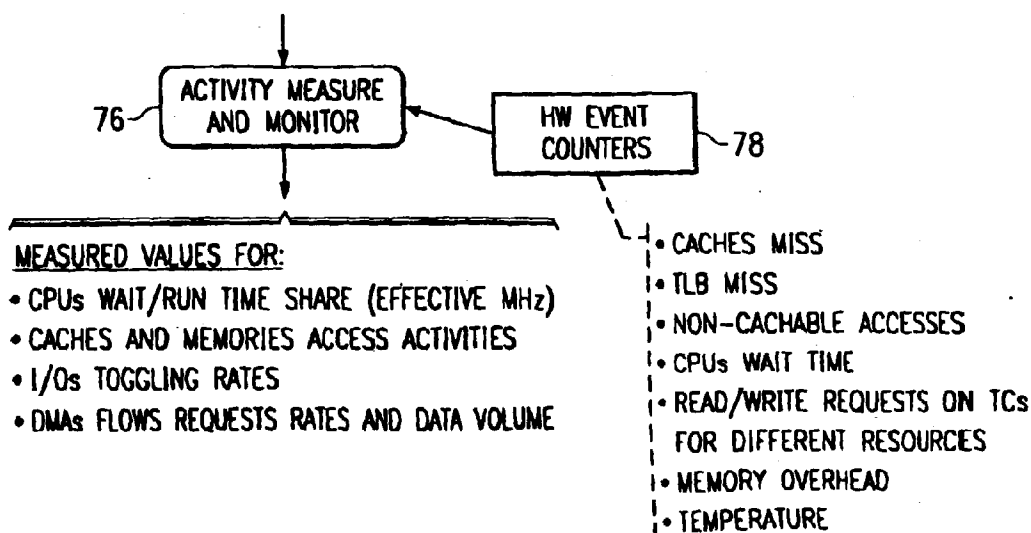 ACTIVITY MEASURE
AND MONITOR
76
HW EVENT
COUNTERS
78
MEASURED VALUES FOR:
• CPUs WAIT/RUN TIME SHARE (EFFECTIVE MHz)
• CACHES AND MEMORIES ACCESS ACTIVITIES
• I/Os TOGGLING RATES
• DMAs FLOWS REQUESTS RATES AND DATA VOLUME
• CACHES MISS
• TLB MISS
• NON-CACHABLE ACCESSES
• CPUs WAIT TIME
• READ/WRITE REQUESTS ON TCs
FOR DIFFERENT RESOURCES
• MEMORY OVERHEAD
• TEMPERATURE